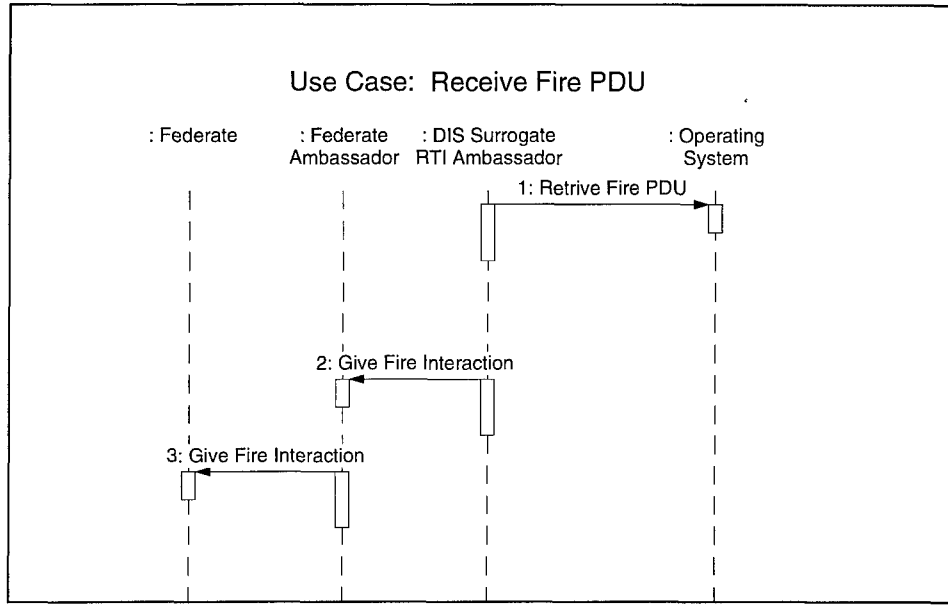 Use Case: Receive Fire PDU
: Federate
: Federate
Ambassador
: DIS Surrogate
RTI Ambassador
: Operating
System
1: Retrive Fire PDU
2: Give Fire Interaction
3: Give Fire Interaction